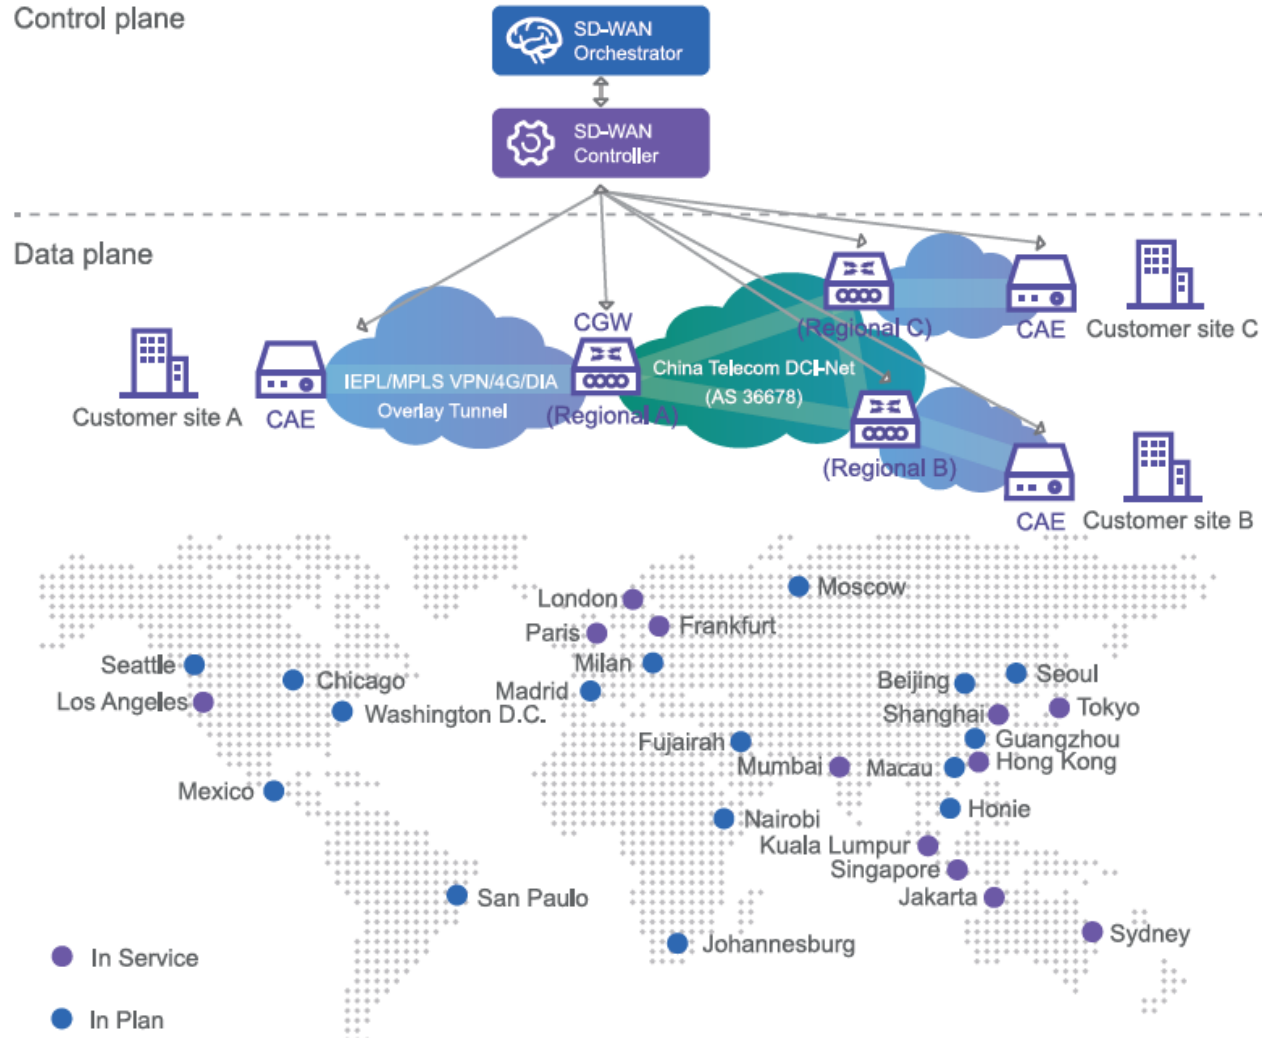 Control plane
SD-WAN
Orchestrator
SD-WAN
Controller
Data plane
CGW
(Regional C)
CAE
Customer site C
China Telecom DCI-Net
(AS 36678)
IEPL/MPLS VPN/4G/DIA
Overlay Tunnel
(Regional A)
Customer site A
CAE
(Regional B)
CAE
Customer site B
Moscow
London
Frankfurt
Paris
Milan
Seattle
Chicago
Madrid
Beijing
Seoul
Los Angeles
Washington D.C.
Shanghai
Tokyo
Fujairah
Guangzhou
Mumbai
Macau
Hong Kong
Mexico
Honie
Nairobi
Kuala Lumpur
Singapore
San Paulo
Jakarta
Johannesburg
Sydney
In Service
In Plan